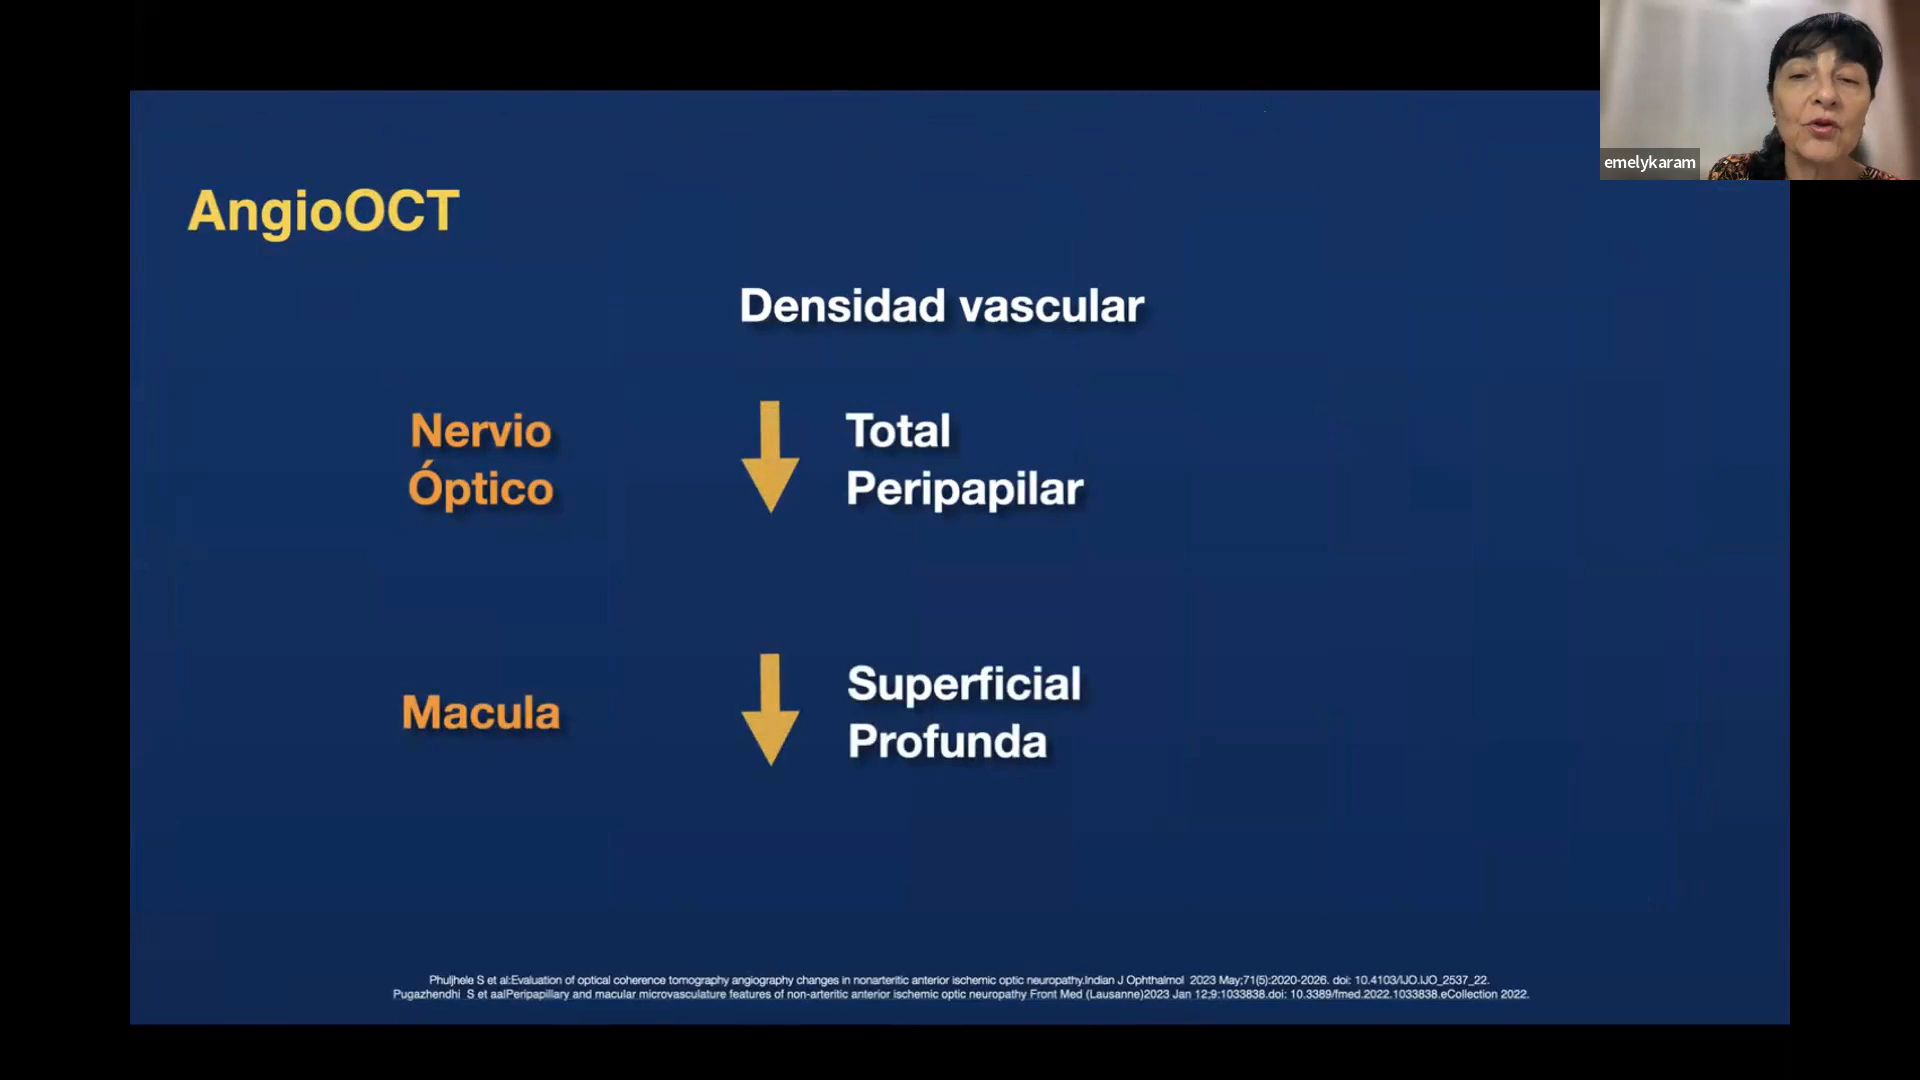 emelykaram
AngioOCT
Densidad vascular
Nervio
Óptico
Total
Peripapilar
Macula
Superficial
Profunda
Phuljhele S et al:Evaluation of optical coherence tomography angiography changes in nonarteritic anterior ischemic optic neuropathy.Indian J Ophthalmol 2023 May;71(5):2020-2026. doi: 10.4103/IJO.IJO_2537_22.
Pugazhendhi S et aalPeripapillary and macular microvasculature features of non-arteritic anterior ischemic optic neuropathy Front Med (Lausanne)2023 Jan 12;9:1033838.doi: 10.3389/fmed.2022.1033838.eCollection 2022.